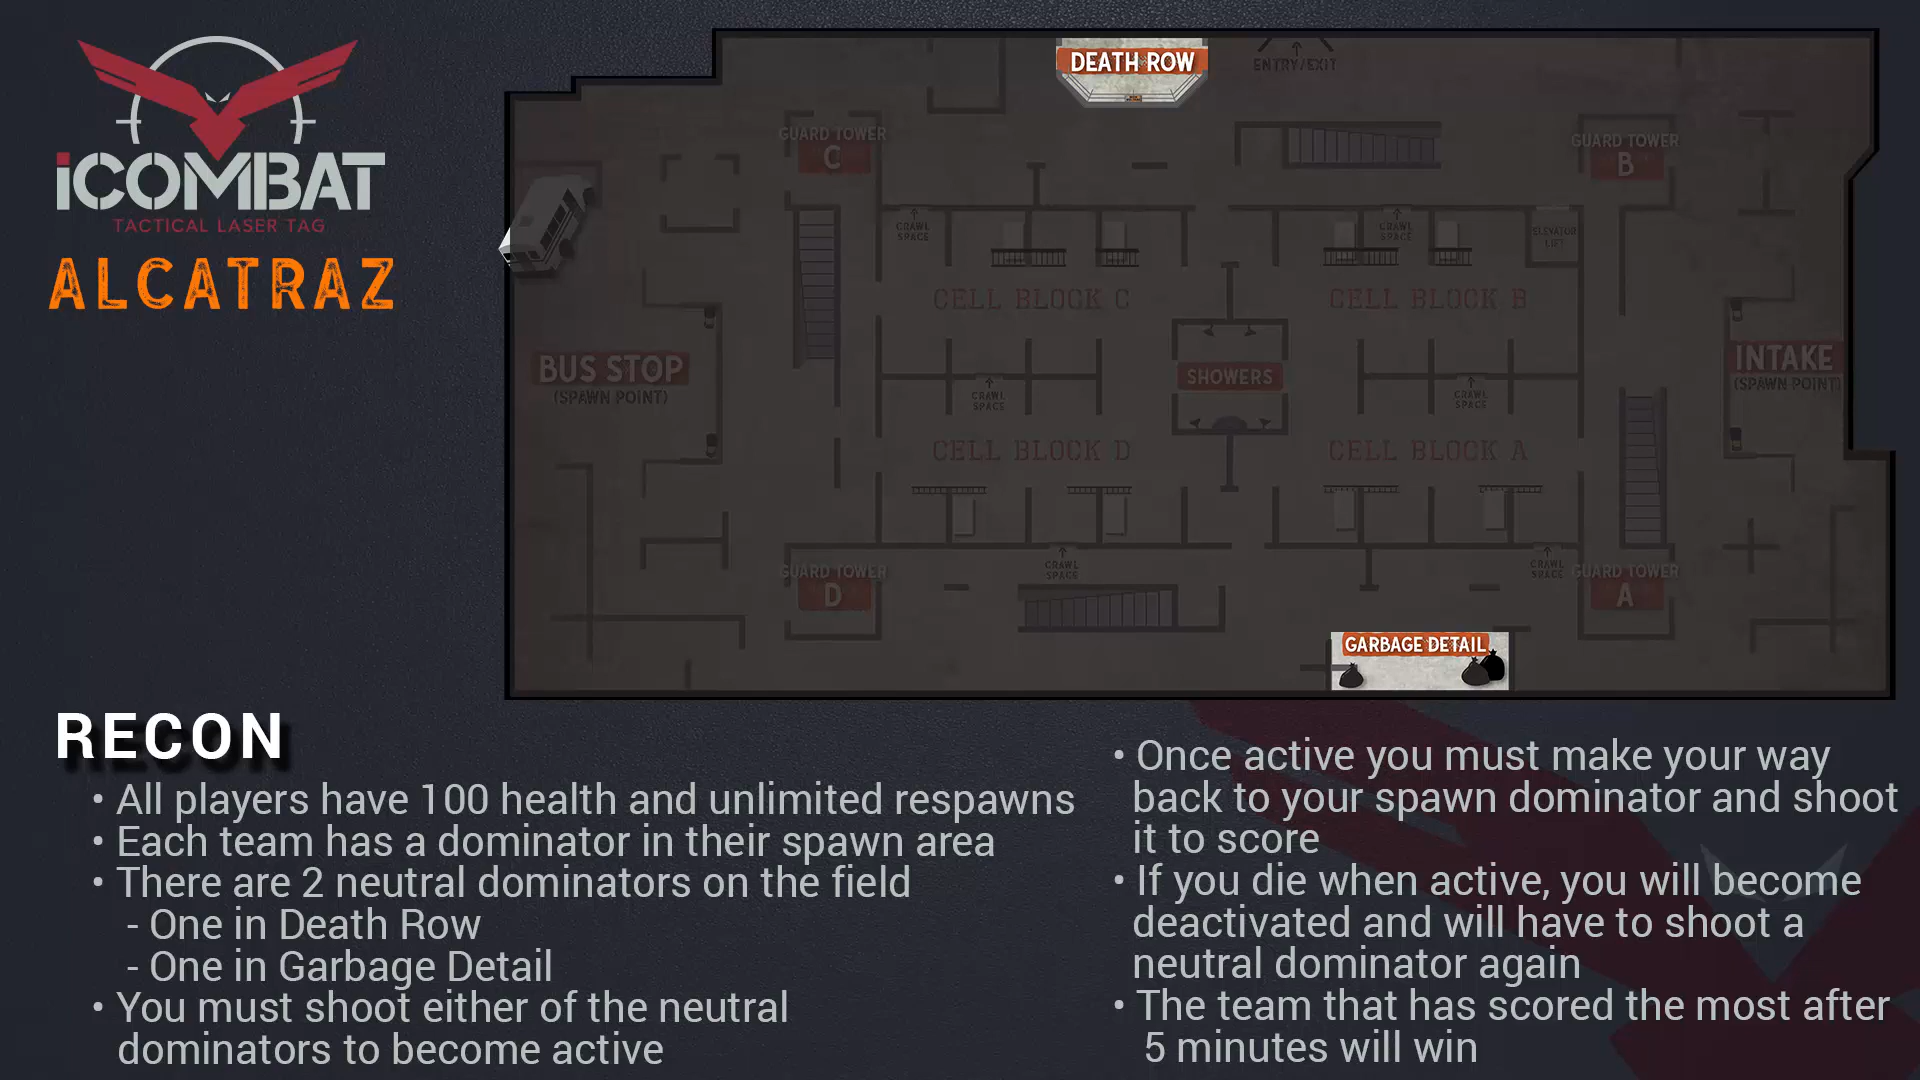 iCOMBAT
TACTICAL LASER TAG
ALCATRAZ
DEATH ROW
ENTRY/EXIT
GUARD TOWER
C
GUARD TOWER
B
CRAWL
SPACE
CRAWL
SPACE
ELEVATOR
LIFT
CELL BLOCK C
CELL BLOCK B
BUS STOP
(SPAWN POINT)
SHOWERS
INTAKE
(SPAWN POINT)
CRAWL
SPACE
CRAWL
SPACE
CELL BLOCK D
CELL BLOCK A
CRAWL
SPACE
CRAWL
SPACE
GUARD TOWER
D
GUARD TOWER
A
GARBAGE DETAIL
RECON
• All players have 100 health and unlimited respawns
• Each team has a dominator in their spawn area
• There are 2 neutral dominators on the field
- One in Death Row
- One in Garbage Detail
• You must shoot either of the neutral
dominators to become active
• Once active you must make your way
back to your spawn dominator and shoot
it to score
• If you die when active, you will become
deactivated and will have to shoot a
neutral dominator again
• The team that has scored the most after
5 minutes will win